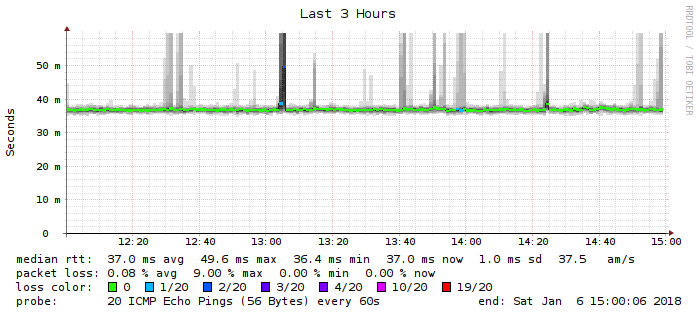 Last 3 Hours
RRDTOOL / TOBI OETIKER
Seconds
50 m
40 m
30 m
20 m
10 m
0
12:20 12:40 13:00 13:20 13:40 14:00 14:20 14:40 15:00
median rtt: 37.0 ms avg 49.6 ms max 36.4 ms min 37.0 ms now 1.0 ms sd 37.5 am/s
packet loss: 0.08 % avg 9.00 % max 0.00 % min 0.00 % now
loss color: 0 1/20 2/20 3/20 4/20 10/20 19/20
probe: 20 ICMP Echo Pings (56 Bytes) every 60s end: Sat Jan 6 15:00:06 2018